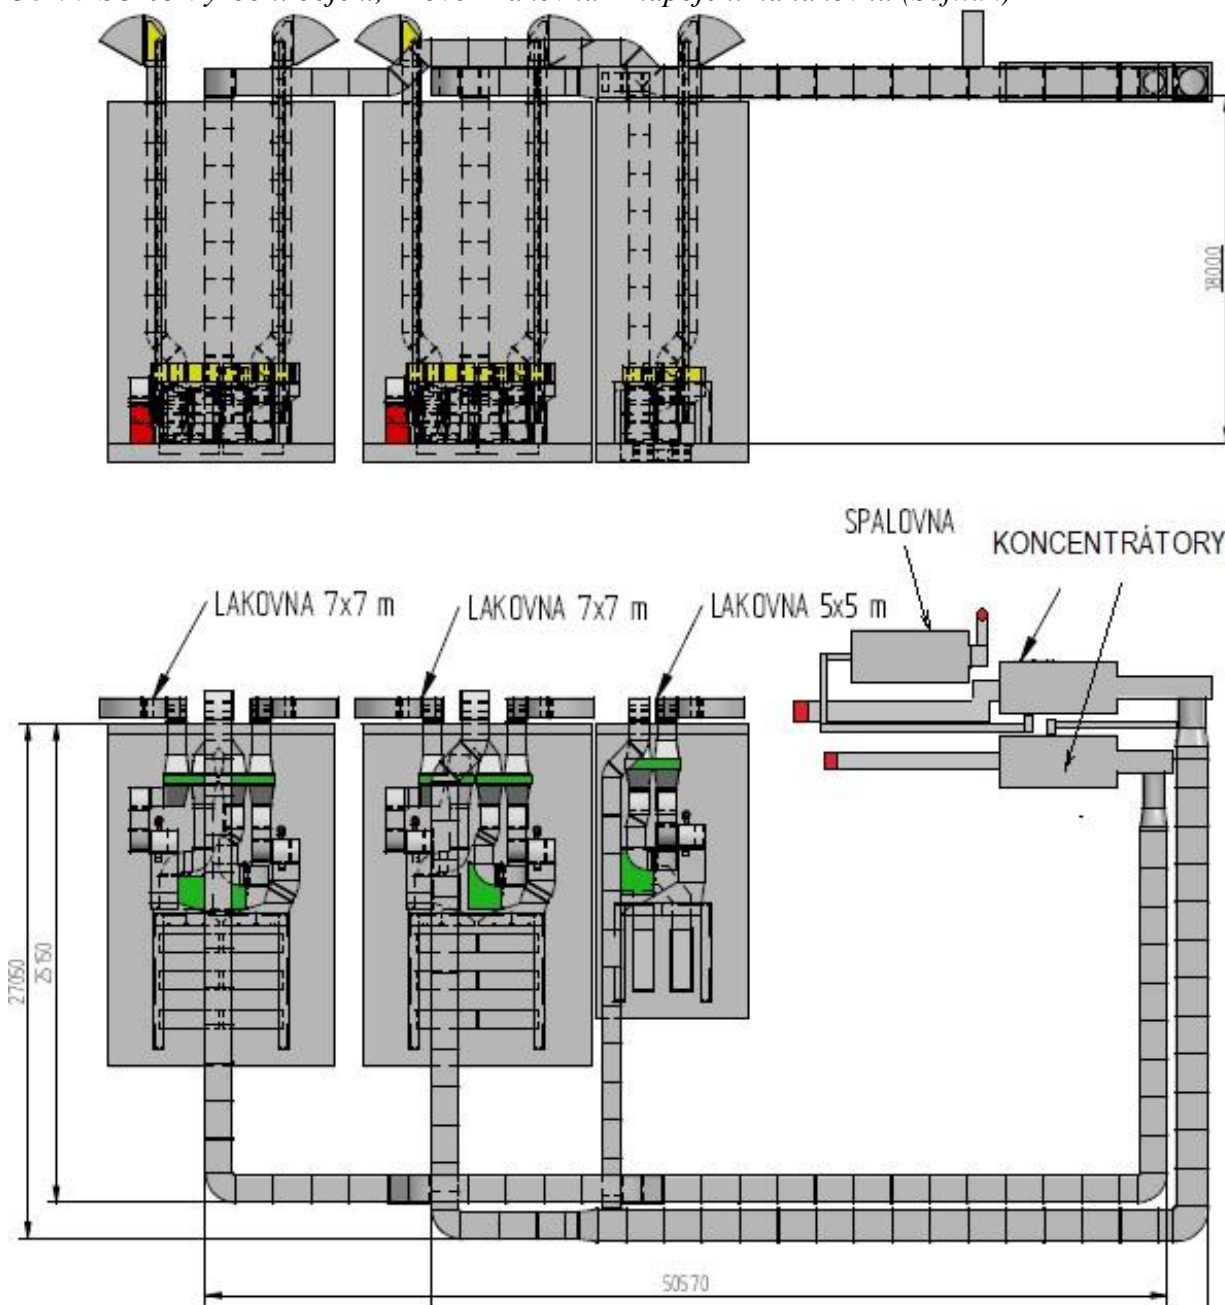 18000
SPALOVNA
KONCENTRÁTORY
LAKOVNA 7x7 m
LAKOVNA 7x7 m
LAKOVNA 5x5 m
27050
25150
50570